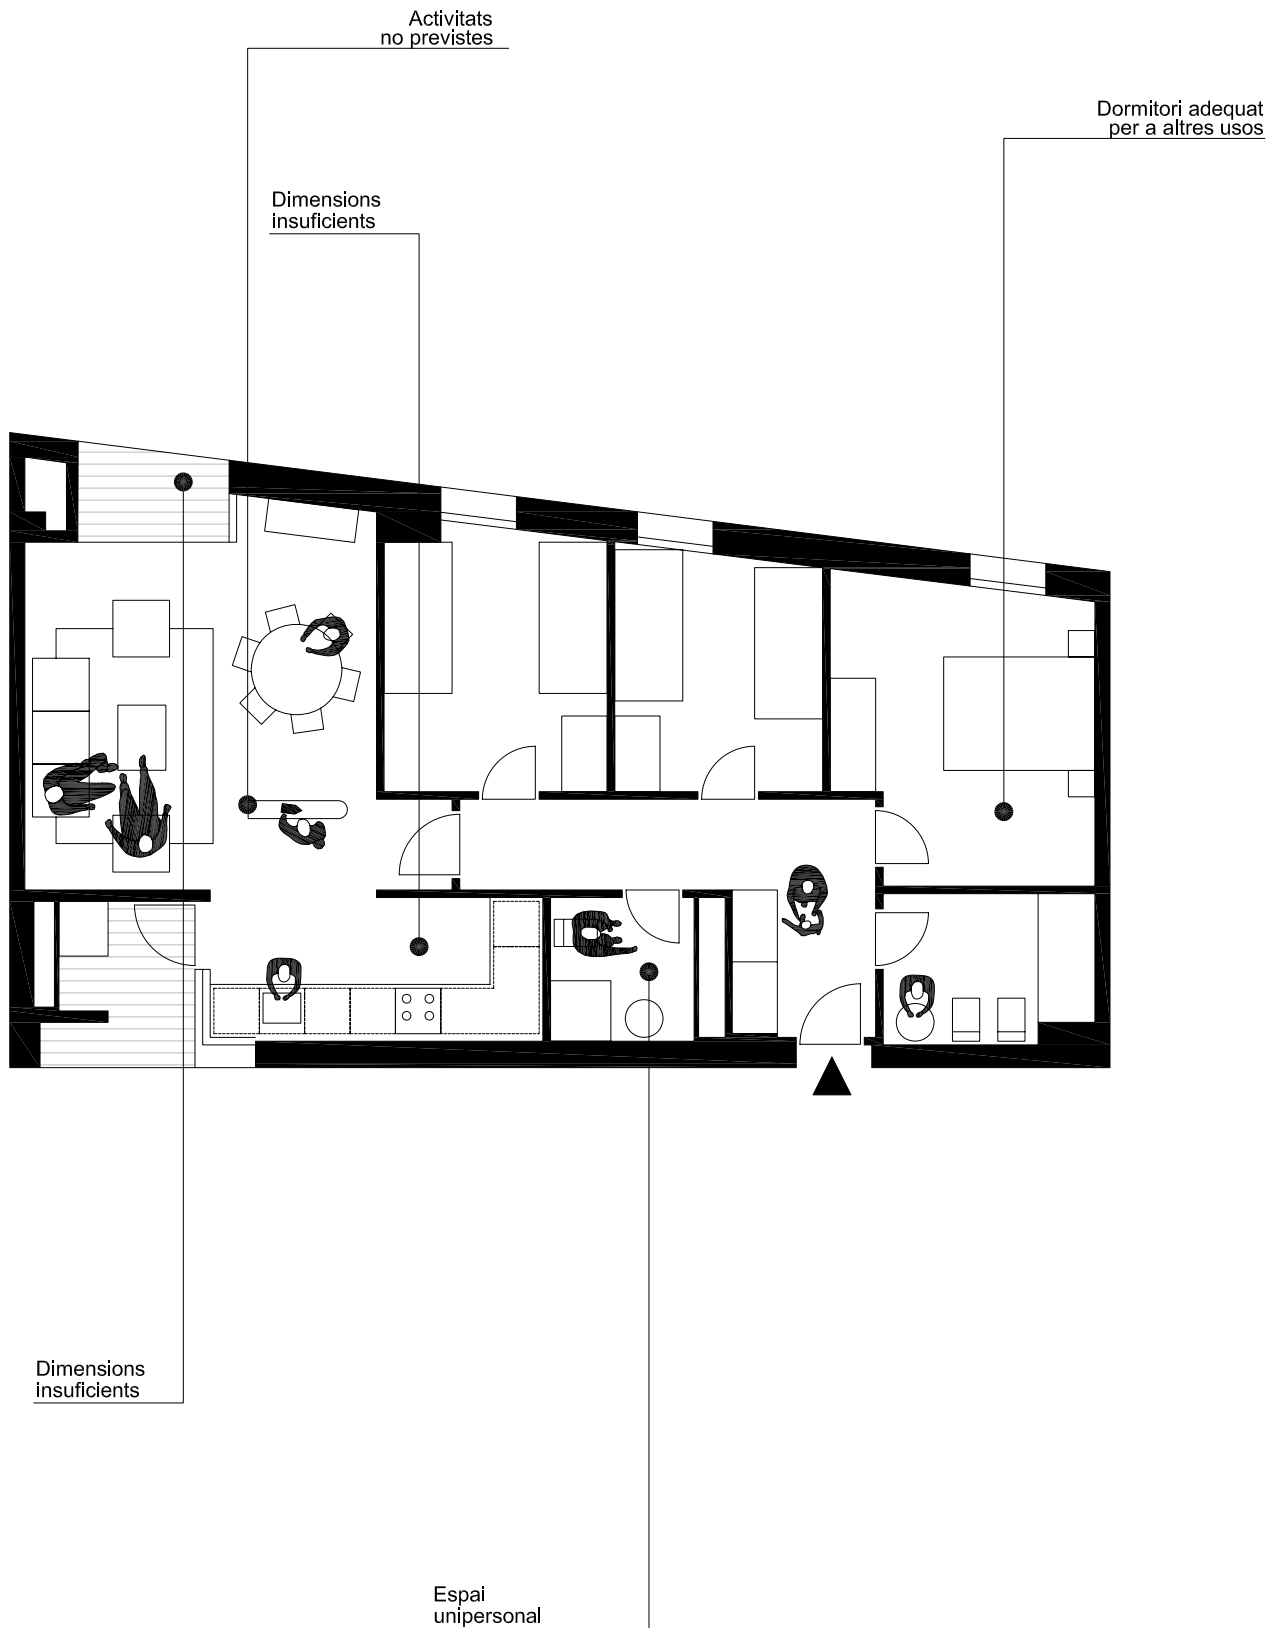 Activitats
no previstes
Dormitori adequat
per a altres usos
Dimensions
insuficients
Dimensions
insuficients
Espai
unipersonal